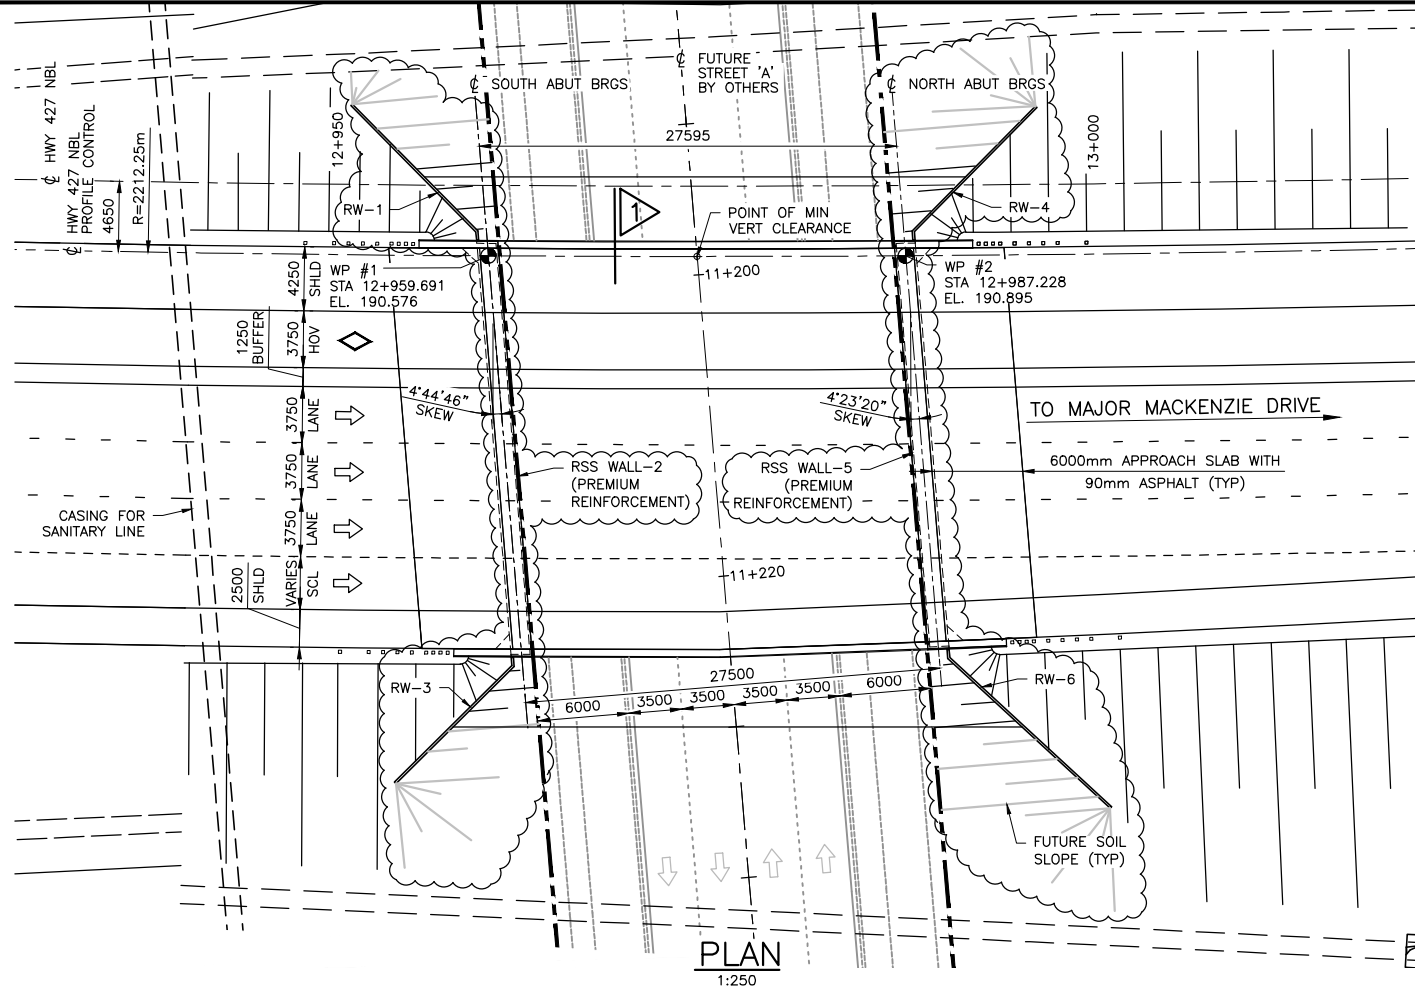 ℄ HWY 427 NBL
HWY 427 NBL
℄ PROFILE CONTROL
4650
R=2212.25m
12+950
℄ SOUTH ABUT BRGS
℄ FUTURE
STREET 'A'
BY OTHERS
℄ NORTH ABUT BRGS
27595
13+000
RW-1
1
POINT OF MIN
VERT CLEARANCE
RW-4
4250
SHLD
WP #1
STA 12+959.691
EL. 190.576
11+200
WP #2
STA 12+987.228
EL. 190.895
1250
BUFFER
3750
HOV
4°44'46"
SKEW
4°23'20"
SKEW
TO MAJOR MACKENZIE DRIVE
3750
LANE
3750
LANE
RSS WALL-2
(PREMIUM
REINFORCEMENT)
RSS WALL-5
(PREMIUM
REINFORCEMENT)
6000mm APPROACH SLAB WITH
90mm ASPHALT (TYP)
CASING FOR
SANITARY LINE
3750
LANE
11+220
2500
SHLD
VARIES
SCL
RW-3
27500
6000
3500
3500
3500
3500
6000
RW-6
FUTURE SOIL
SLOPE (TYP)
PLAN
1:250